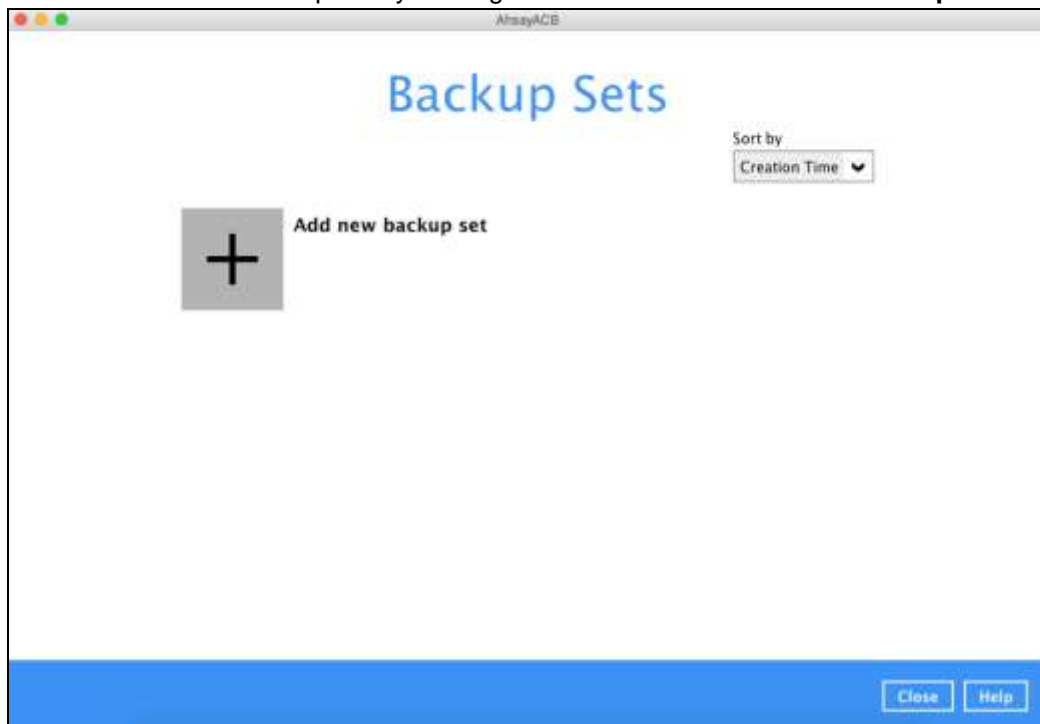 AhsayACB
Backup Sets
Sort by
Creation Time
Add new backup set
Close Help